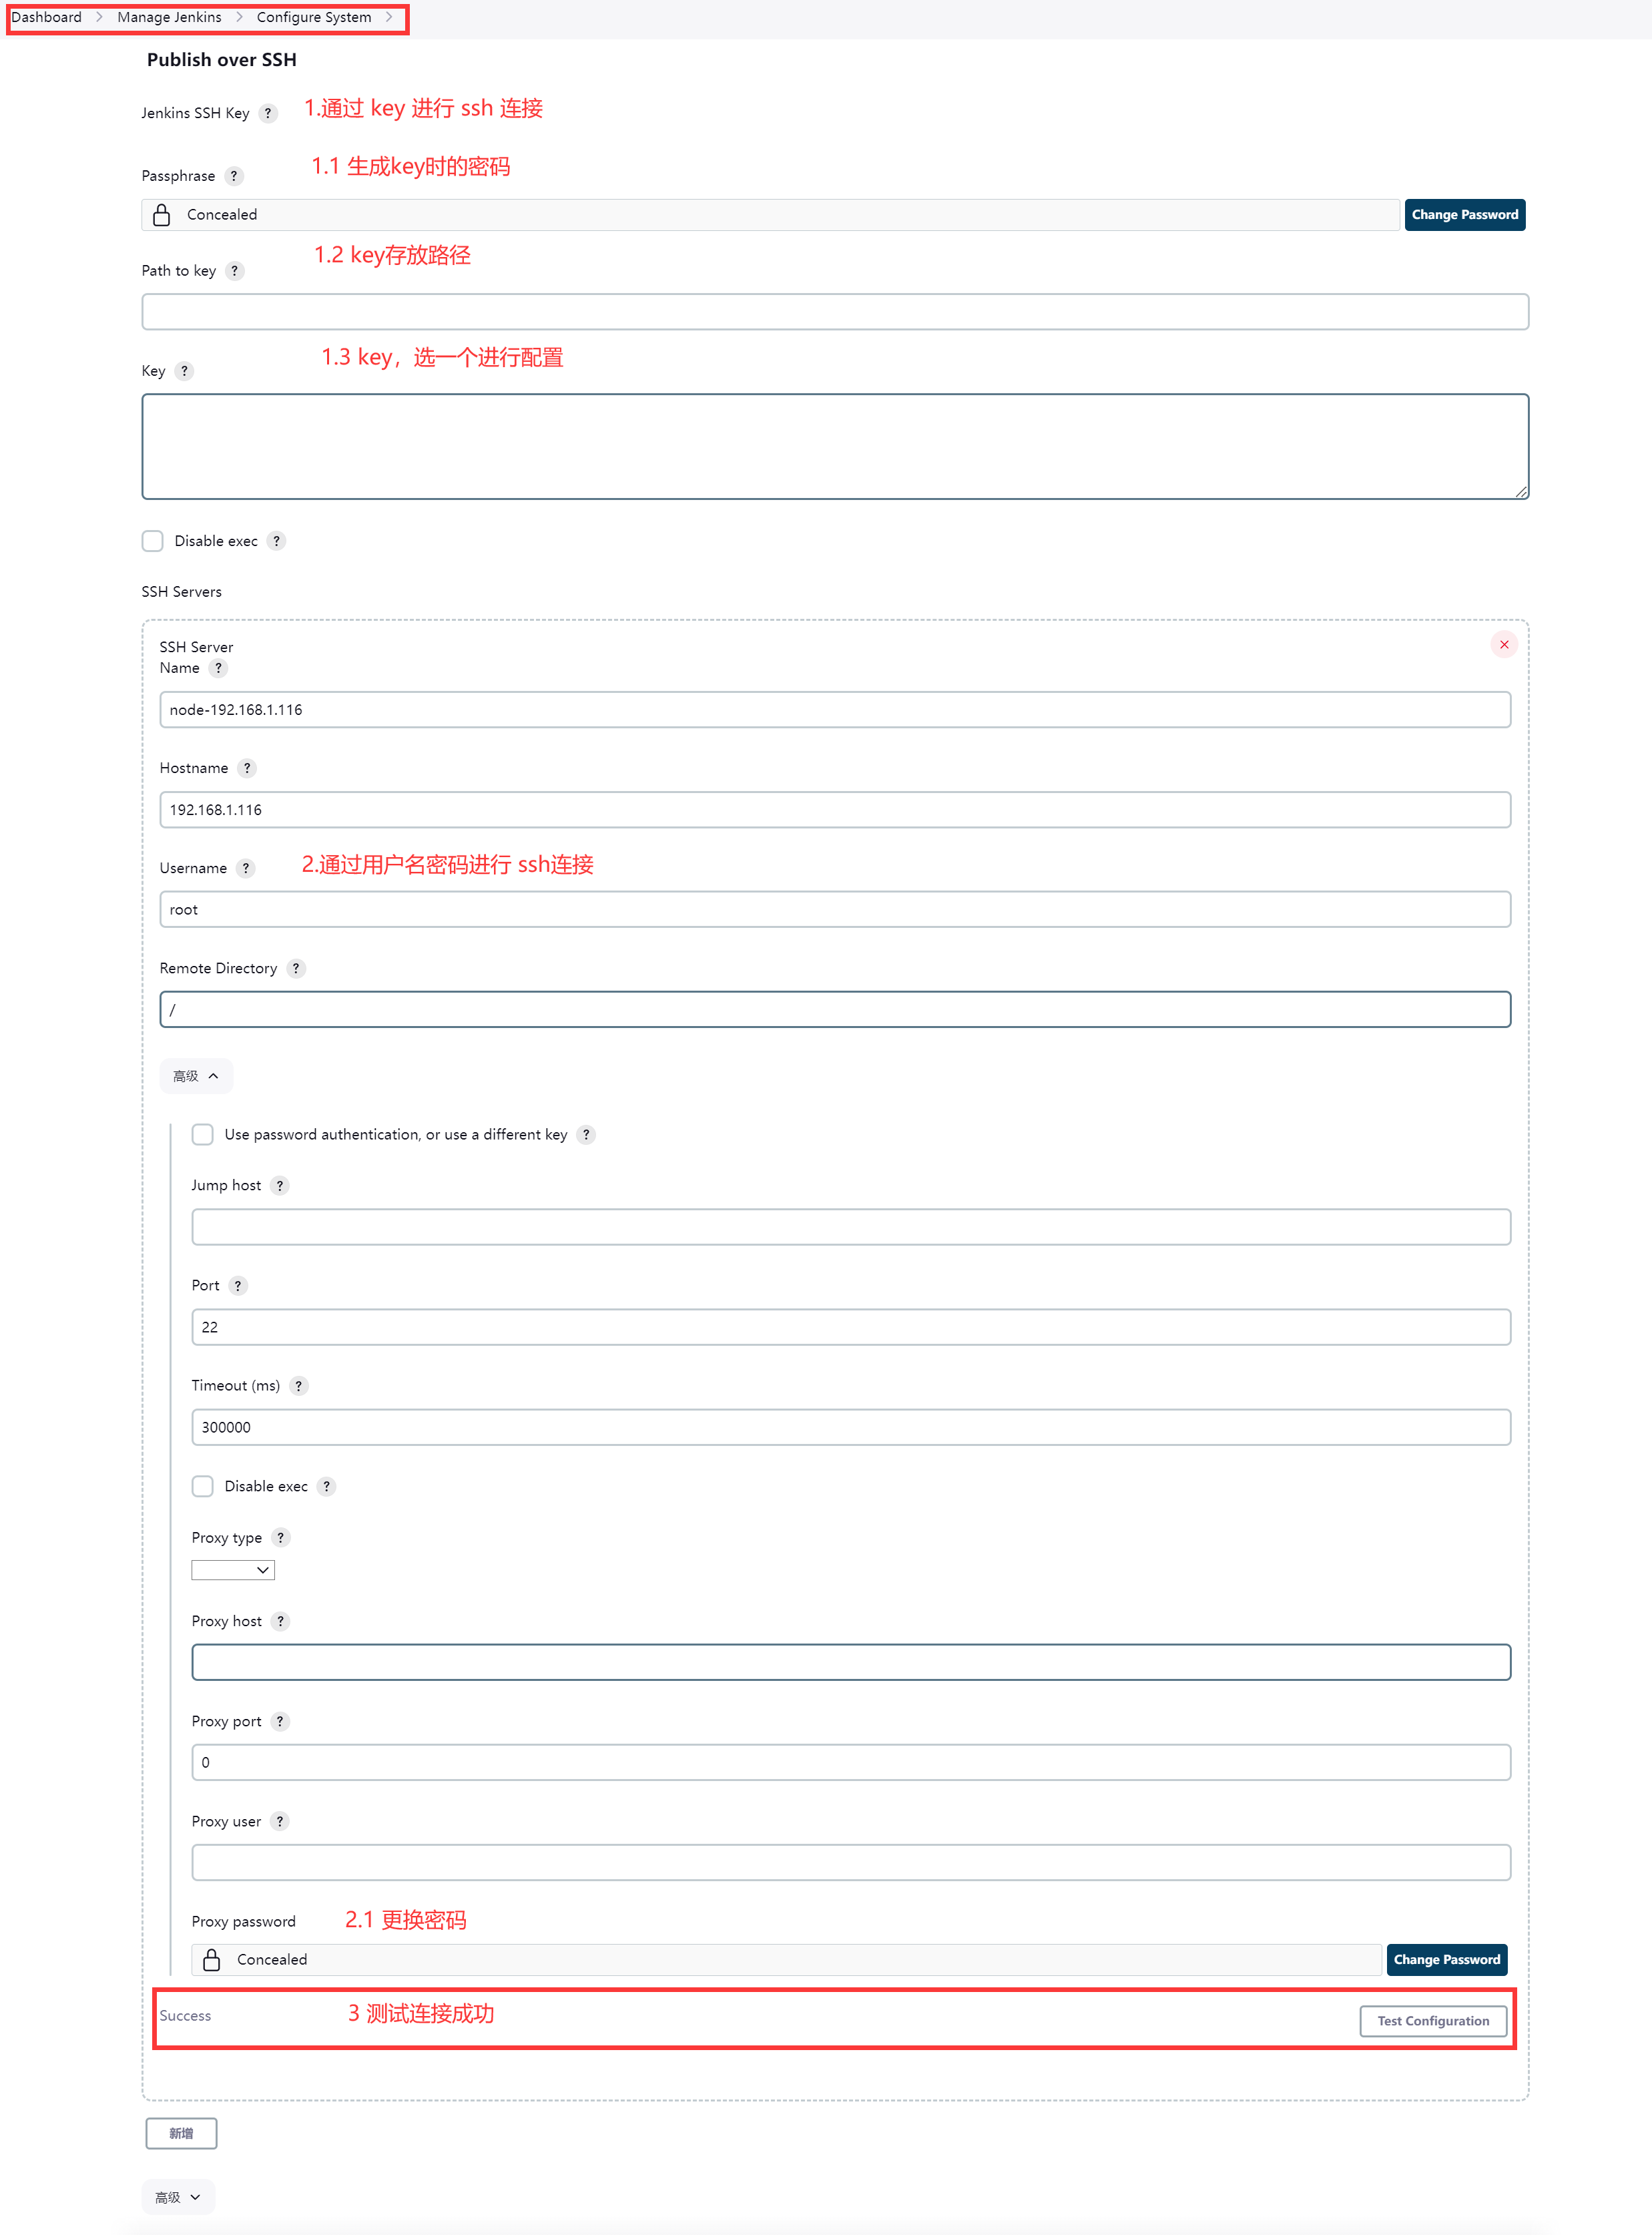 Dashboard > Manage Jenkins > Configure System >
Publish over SSH
Jenkins SSH Key ? 1.通过 key 进行 ssh 连接
1.1 生成key时的密码
Passphrase ?
Concealed Change Password
1.2 key存放路径
Path to key ?
1.3 key，选一个进行配置
Key ?
Disable exec ?
SSH Servers
SSH Server
Name ?
node-192.168.1.116
Hostname ?
192.168.1.116
Username ? 2.通过用户名密码进行 ssh连接
root
Remote Directory ?
/
高级
Use password authentication, or use a different key ?
Jump host ?
Port ?
22
Timeout (ms) ?
300000
Disable exec ?
Proxy type ?
Proxy host ?
Proxy port ?
0
Proxy user ?
Proxy password 2.1 更换密码
Concealed Change Password
Success 3 测试连接成功 Test Configuration
新增
高级